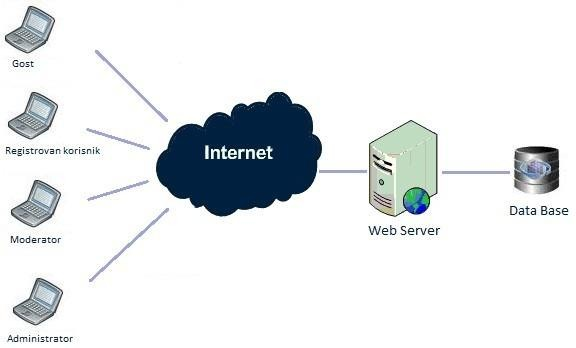 Gost
Registrovan korisnik
Moderator
Administrator
Internet
Web Server
Data Base